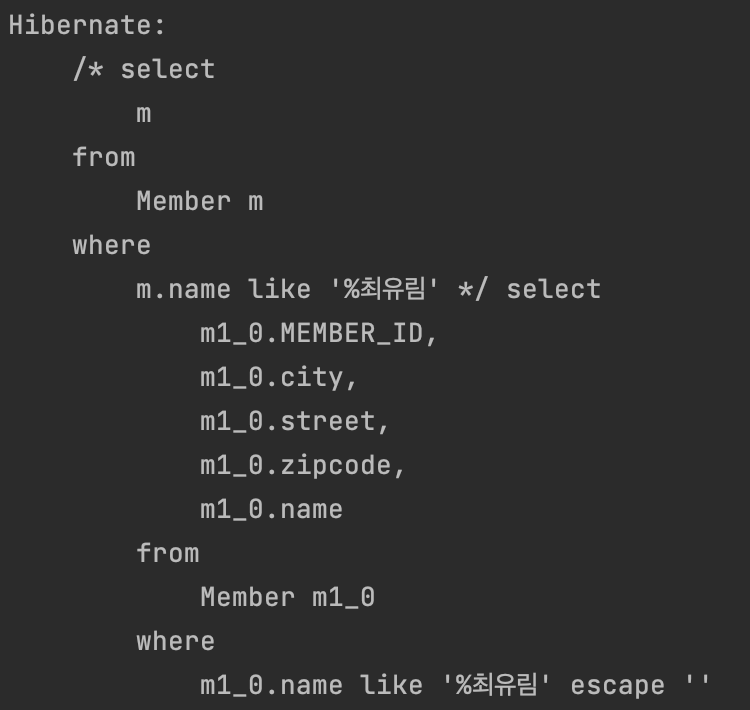 Hibernate:
    /* select
        m
    from
        Member m
    where
        m.name like '%최유림' */ select
            m1_0.MEMBER_ID,
            m1_0.city,
            m1_0.street,
            m1_0.zipcode,
            m1_0.name
        from
            Member m1_0
        where
            m1_0.name like '%최유림' escape ''